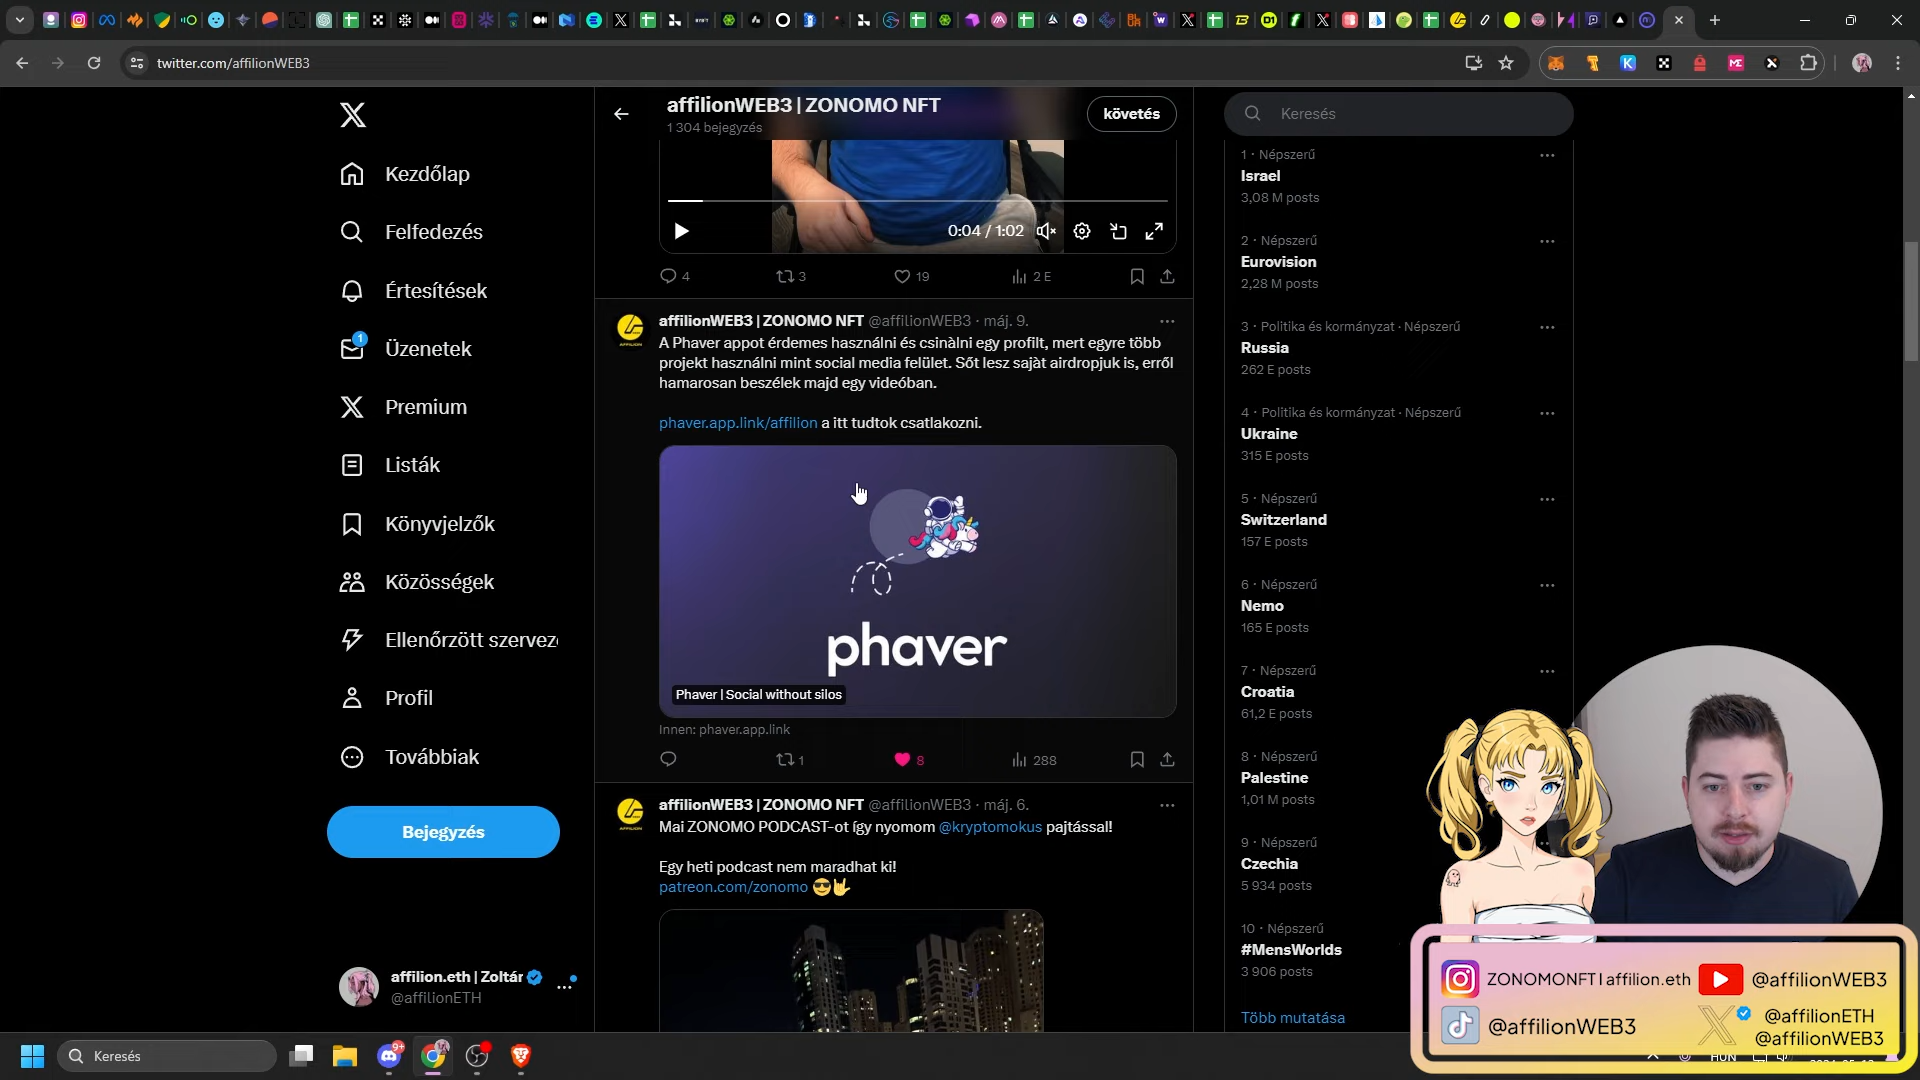 twitter.com/affilionWEB3
affilionWEB3 | ZONOMO NFT
1 304 bejegyzés
követés
Keresés
Kezdőlap
Felfedezés
Értesítések
1
Üzenetek
Premium
Listák
Könyvjelzők
Közösségek
Ellenőrzött szerveze
Profil
Továbbiak
Bejegyzés
affilion.eth | Zoltár
@affilionETH
0:04 / 1:02
4
3
19
2 E
affilionWEB3 | ZONOMO NFT @affilionWEB3 · máj. 9.
A Phaver appot érdemes használni és csinàlni egy profilt, mert egyre több
projekt használni mint social media felület. Sőt lesz sajàt airdropjuk is, erről
hamarosan beszélek majd egy videóban.
phaver.app.link/affilion a itt tudtok csatlakozni.
phaver
Phaver | Social without silos
Innen: phaver.app.link
1
8
288
affilionWEB3 | ZONOMO NFT @affilionWEB3 · máj. 6.
Mai ZONOMO PODCAST-ot így nyomom @kryptomokus pajtással!
Egy heti podcast nem maradhat ki!
patreon.com/zonomo 😎🤟
1 · Népszerű
Israel
3,08 M posts
2 · Népszerű
Eurovision
2,28 M posts
3 · Politika és kormányzat · Népszerű
Russia
262 E posts
4 · Politika és kormányzat · Népszerű
Ukraine
315 E posts
5 · Népszerű
Switzerland
157 E posts
6 · Népszerű
Nemo
165 E posts
7 · Népszerű
Croatia
61,2 E posts
8 · Népszerű
Palestine
1,01 M posts
9 · Népszerű
Czechia
5 934 posts
10 · Népszerű
#MensWorlds
3 906 posts
Több mutatása
ZONOMONFT | affilion.eth
@affilionWEB3
@affilionWEB3
@affilionETH
@affilionWEB3
Keresés
9+
HUN